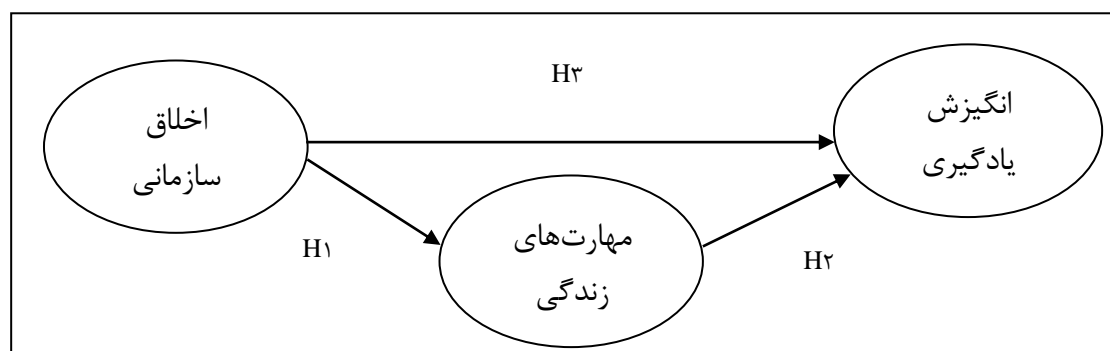 H۳
انگیزش
یادگیری
اخلاق
سازمانی
مهارت‌های
زندگی
H۱
H۲